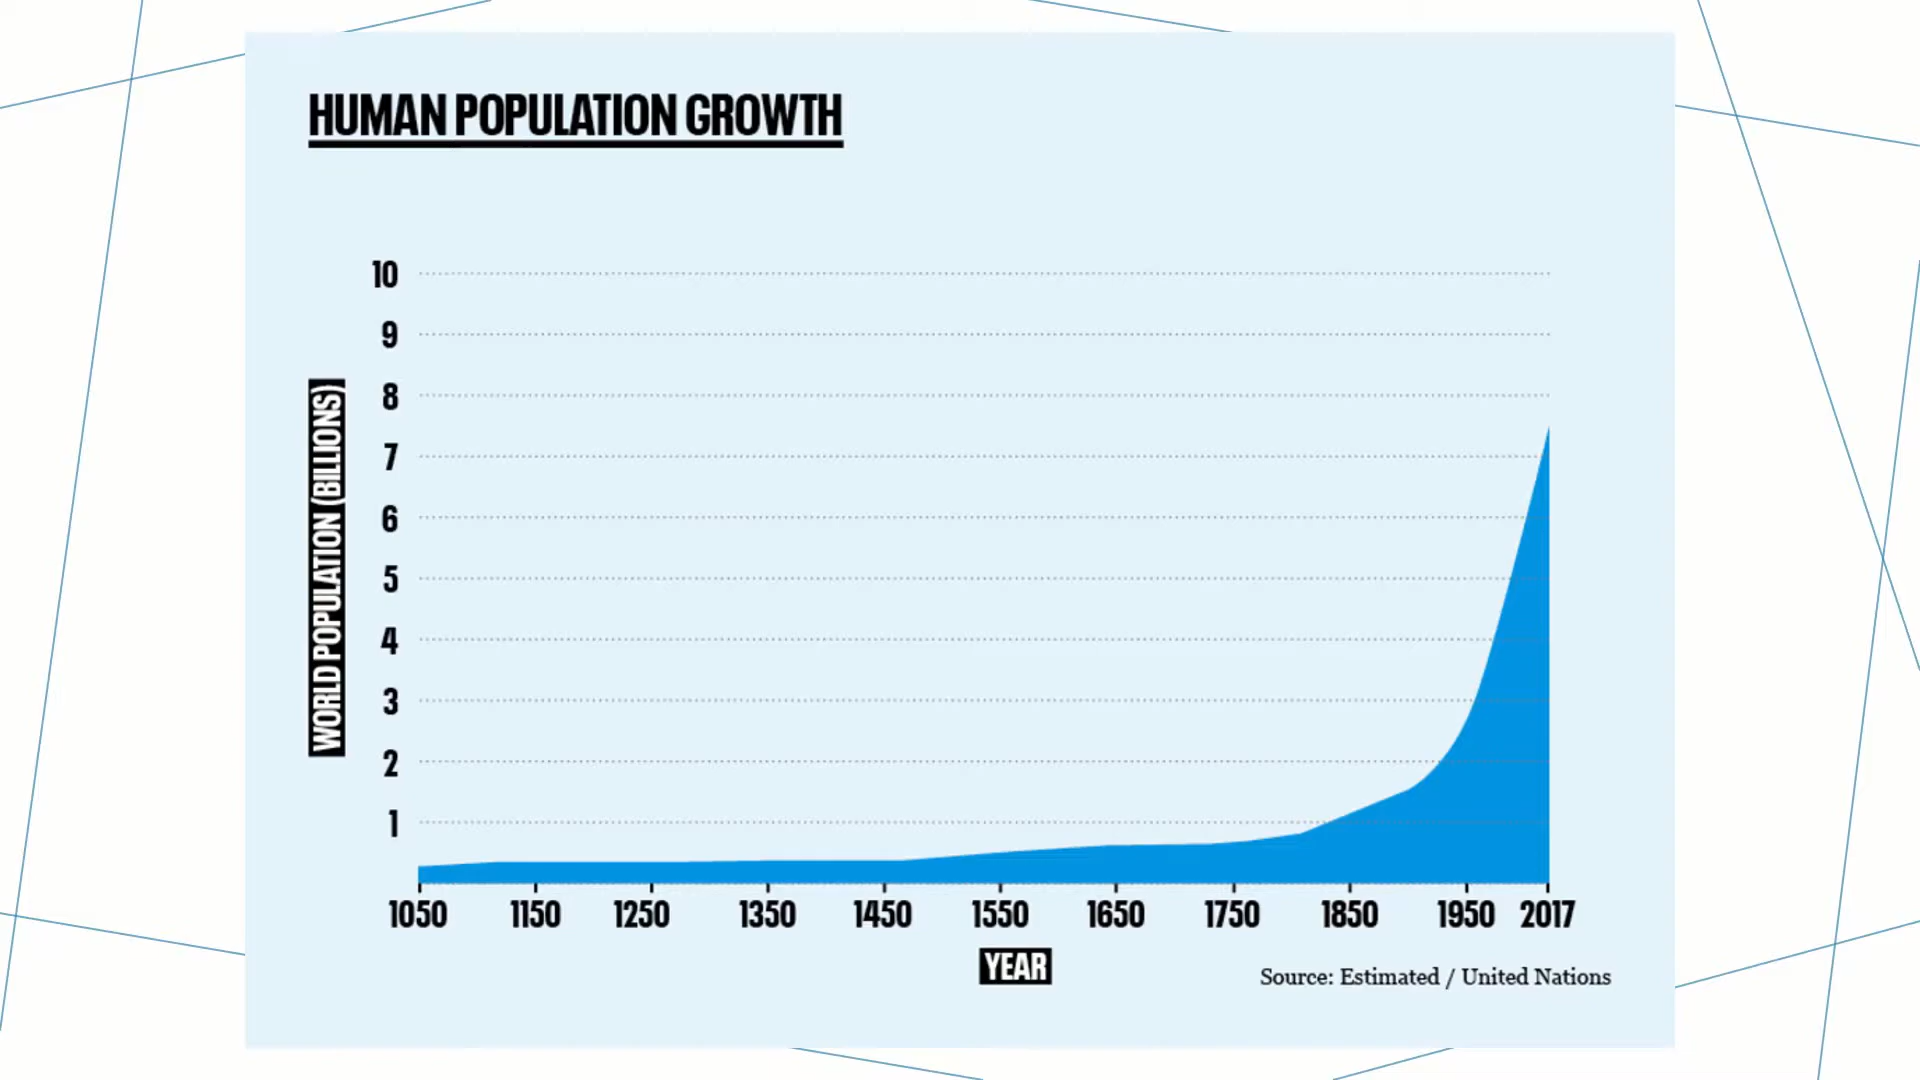 HUMAN POPULATION GROWTH
WORLD POPULATION (BILLIONS)
10
9
8
7
6
5
4
3
2
1
1050 1150 1250 1350 1450 1550 1650 1750 1850 1950 2017
YEAR
Source: Estimated / United Nations